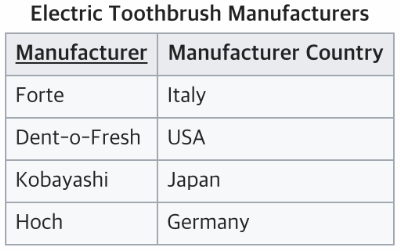 Electric Toothbrush Manufacturers
Manufacturer Manufacturer Country
Forte Italy
Dent-o-Fresh USA
Kobayashi Japan
Hoch Germany